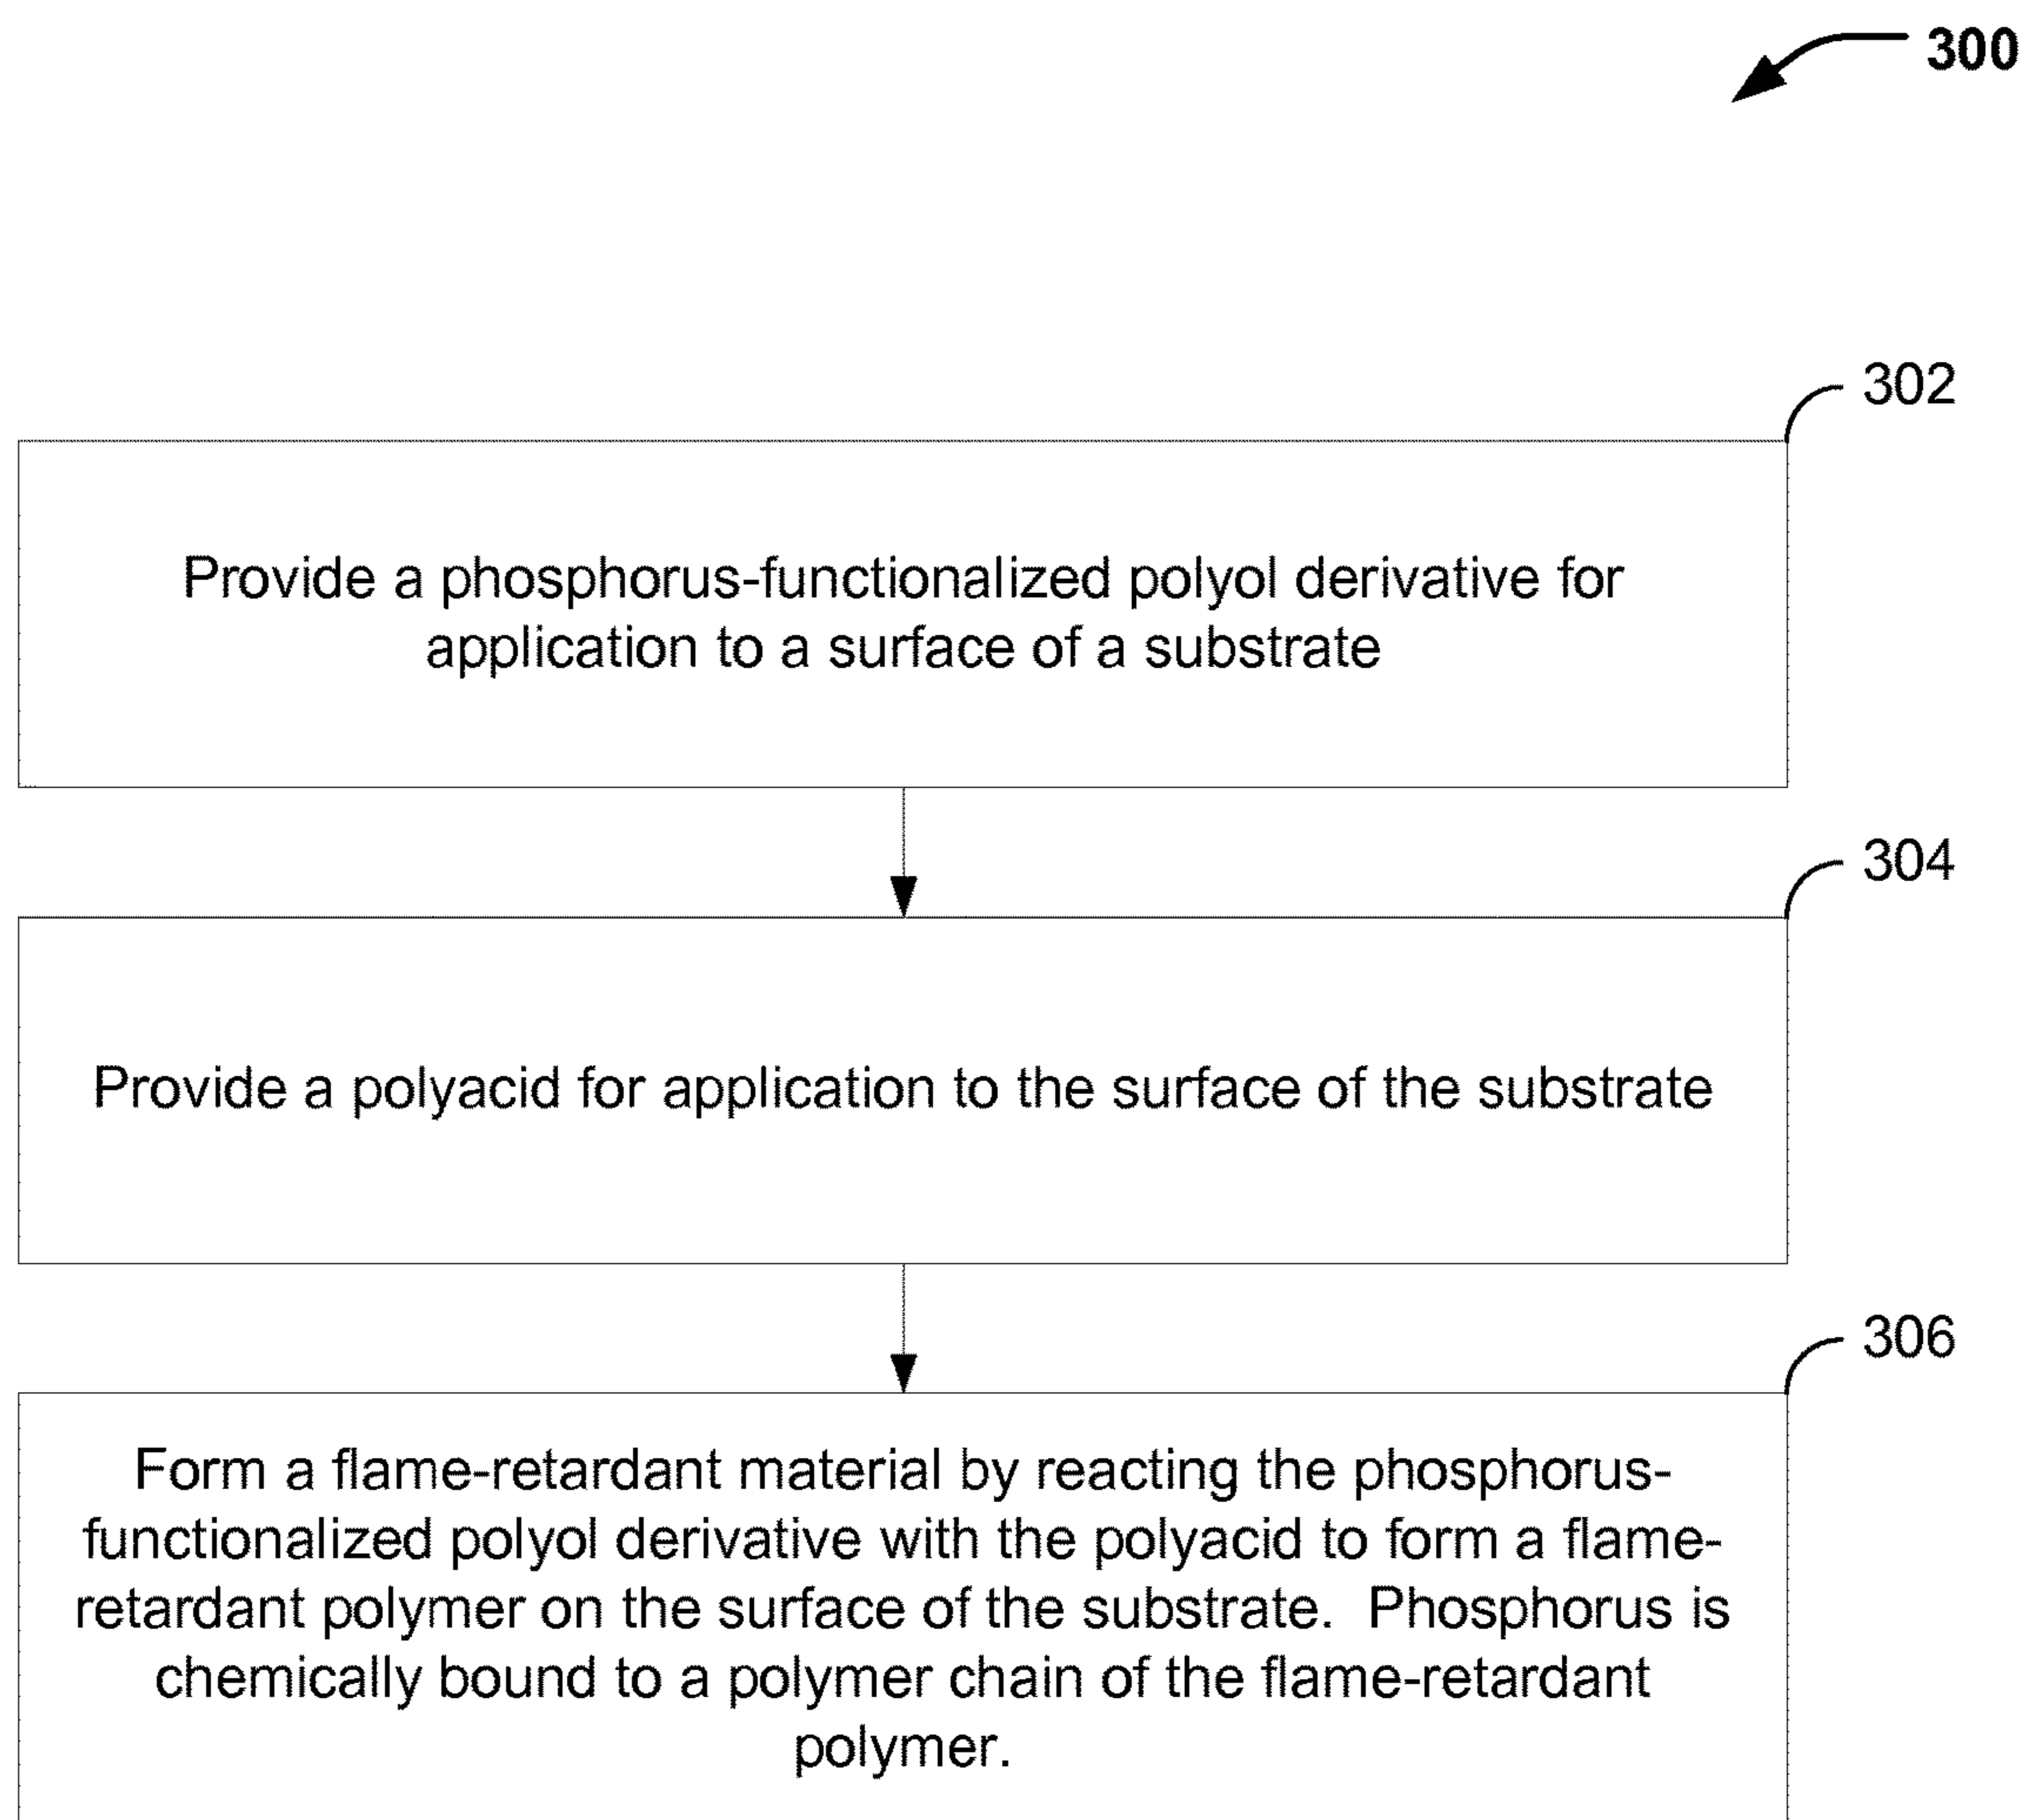 300
302
Provide a phosphorus-functionalized polyol derivative for
application to a surface of a substrate
304
Provide a polyacid for application to the surface of the substrate
306
Form a flame-retardant material by reacting the phosphorus-
functionalized polyol derivative with the polyacid to form a flame-
retardant polymer on the surface of the substrate.  Phosphorus is
chemically bound to a polymer chain of the flame-retardant
polymer.